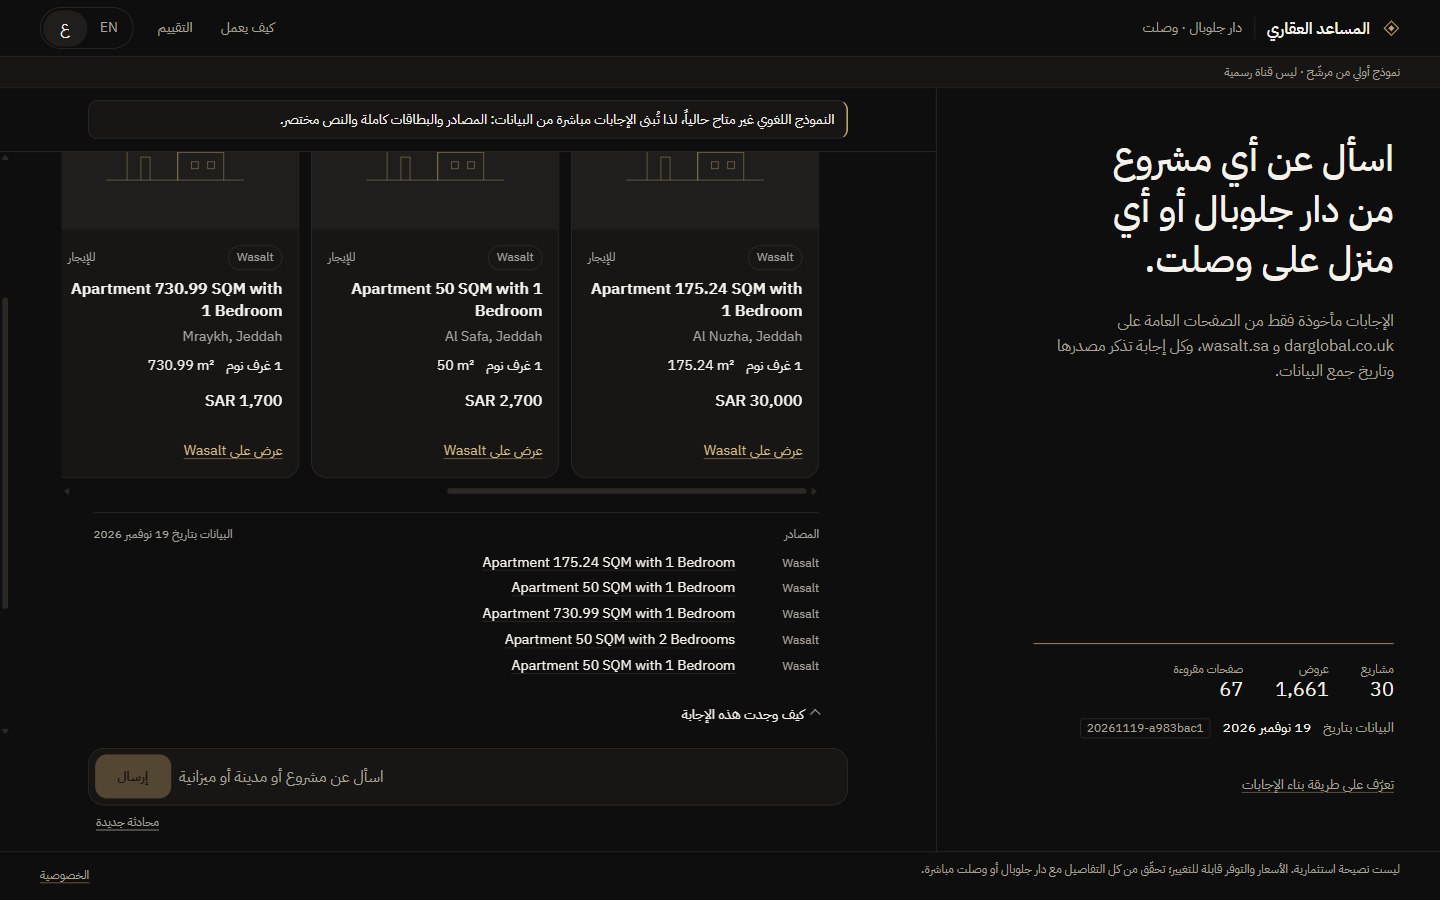 المساعد العقاري
دار جلوبال · وصلت
كيف يعمل
التقييم
EN
ع
نموذج أولي من مرشّح · ليس قناة رسمية
اسأل عن أي مشروع
من دار جلوبال أو أي
منزل على وصلت.
الإجابات مأخوذة فقط من الصفحات العامة على
darglobal.co.uk و wasalt.sa، وكل إجابة تذكر مصدرها
وتاريخ جمع البيانات.
مشاريع
30
عروض
1,661
صفحات مقروءة
67
البيانات بتاريخ 19 نوفمبر 2026 20261119-a983bac1
تعرّف على طريقة بناء الإجابات
النموذج اللغوي غير متاح حالياً، لذا تُبنى الإجابات مباشرة من البيانات: المصادر والبطاقات كاملة والنص مختصر.
Wasalt
للإيجار
Apartment 175.24 SQM with
1 Bedroom
Al Nuzha, Jeddah
1 غرف نوم 175.24 m²
SAR 30,000
عرض على Wasalt
Wasalt
للإيجار
Apartment 50 SQM with 1
Bedroom
Al Safa, Jeddah
1 غرف نوم 50 m²
SAR 2,700
عرض على Wasalt
Wasalt
للإيجار
Apartment 730.99 SQM with
1 Bedroom
Mraykh, Jeddah
1 غرف نوم 730.99 m²
SAR 1,700
عرض على Wasalt
المصادر
البيانات بتاريخ 19 نوفمبر 2026
Wasalt Apartment 175.24 SQM with 1 Bedroom
Wasalt Apartment 50 SQM with 1 Bedroom
Wasalt Apartment 730.99 SQM with 1 Bedroom
Wasalt Apartment 50 SQM with 2 Bedrooms
Wasalt Apartment 50 SQM with 1 Bedroom
كيف وجدت هذه الإجابة
اسأل عن مشروع أو مدينة أو ميزانية
إرسال
محادثة جديدة
ليست نصيحة استثمارية. الأسعار والتوفر قابلة للتغيير؛ تحقّق من كل التفاصيل مع دار جلوبال أو وصلت مباشرة.
الخصوصية